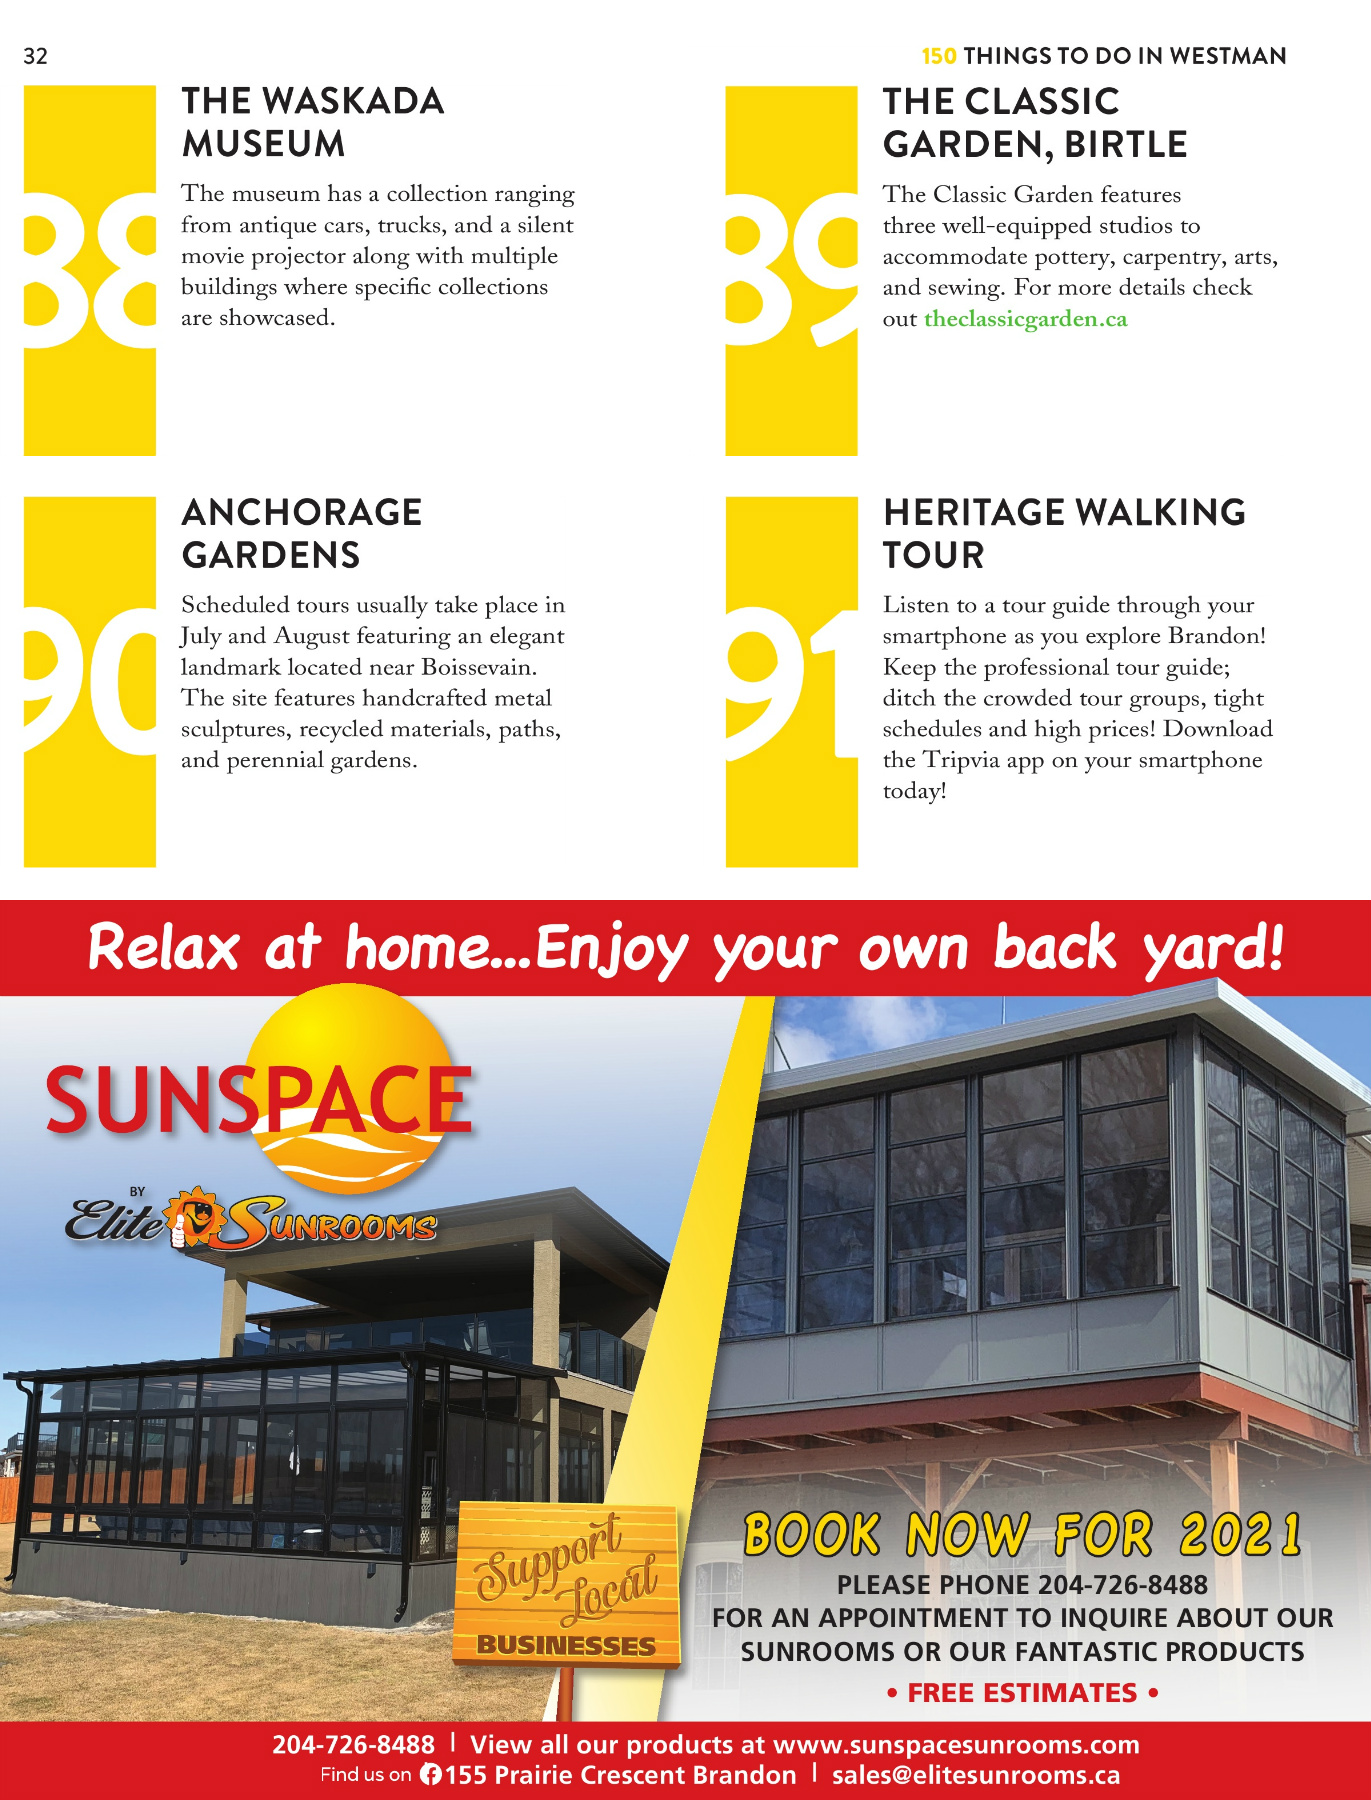 32
150 THINGS TO DO IN WESTMAN
88
THE WASKADA
MUSEUM
The museum has a collection ranging
from antique cars, trucks, and a silent
movie projector along with multiple
buildings where specific collections
are showcased.
89
THE CLASSIC
GARDEN, BIRTLE
The Classic Garden features
three well-equipped studios to
accommodate pottery, carpentry, arts,
and sewing. For more details check
out theclassicgarden.ca
90
ANCHORAGE
GARDENS
Scheduled tours usually take place in
July and August featuring an elegant
landmark located near Boissevain.
The site features handcrafted metal
sculptures, recycled materials, paths,
and perennial gardens.
91
HERITAGE WALKING
TOUR
Listen to a tour guide through your
smartphone as you explore Brandon!
Keep the professional tour guide;
ditch the crowded tour groups, tight
schedules and high prices! Download
the Tripvia app on your smartphone
today!
Relax at home...Enjoy your own back yard!
SUNSPACE
BY
Elite SUNROOMS
Support
Local
BUSINESSES
BOOK NOW FOR 2021
PLEASE PHONE 204-726-8488
FOR AN APPOINTMENT TO INQUIRE ABOUT OUR
SUNROOMS OR OUR FANTASTIC PRODUCTS
• FREE ESTIMATES •
204-726-8488 | View all our products at www.sunspacesunrooms.com
Find us on f 155 Prairie Crescent Brandon | sales@elitesunrooms.ca